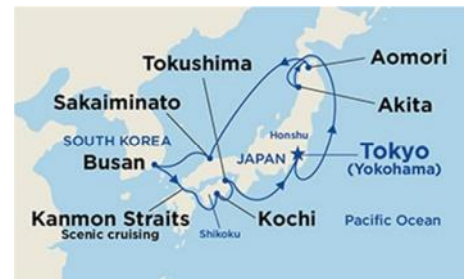 Tokushima
Aomori
Sakaiminato
Akita
Honshu
SOUTH KOREA
Busan
JAPAN
Tokyo
(Yokohama)
Kanmon Straits
Scenic cruising
Shikoku
Kochi
Pacific Ocean